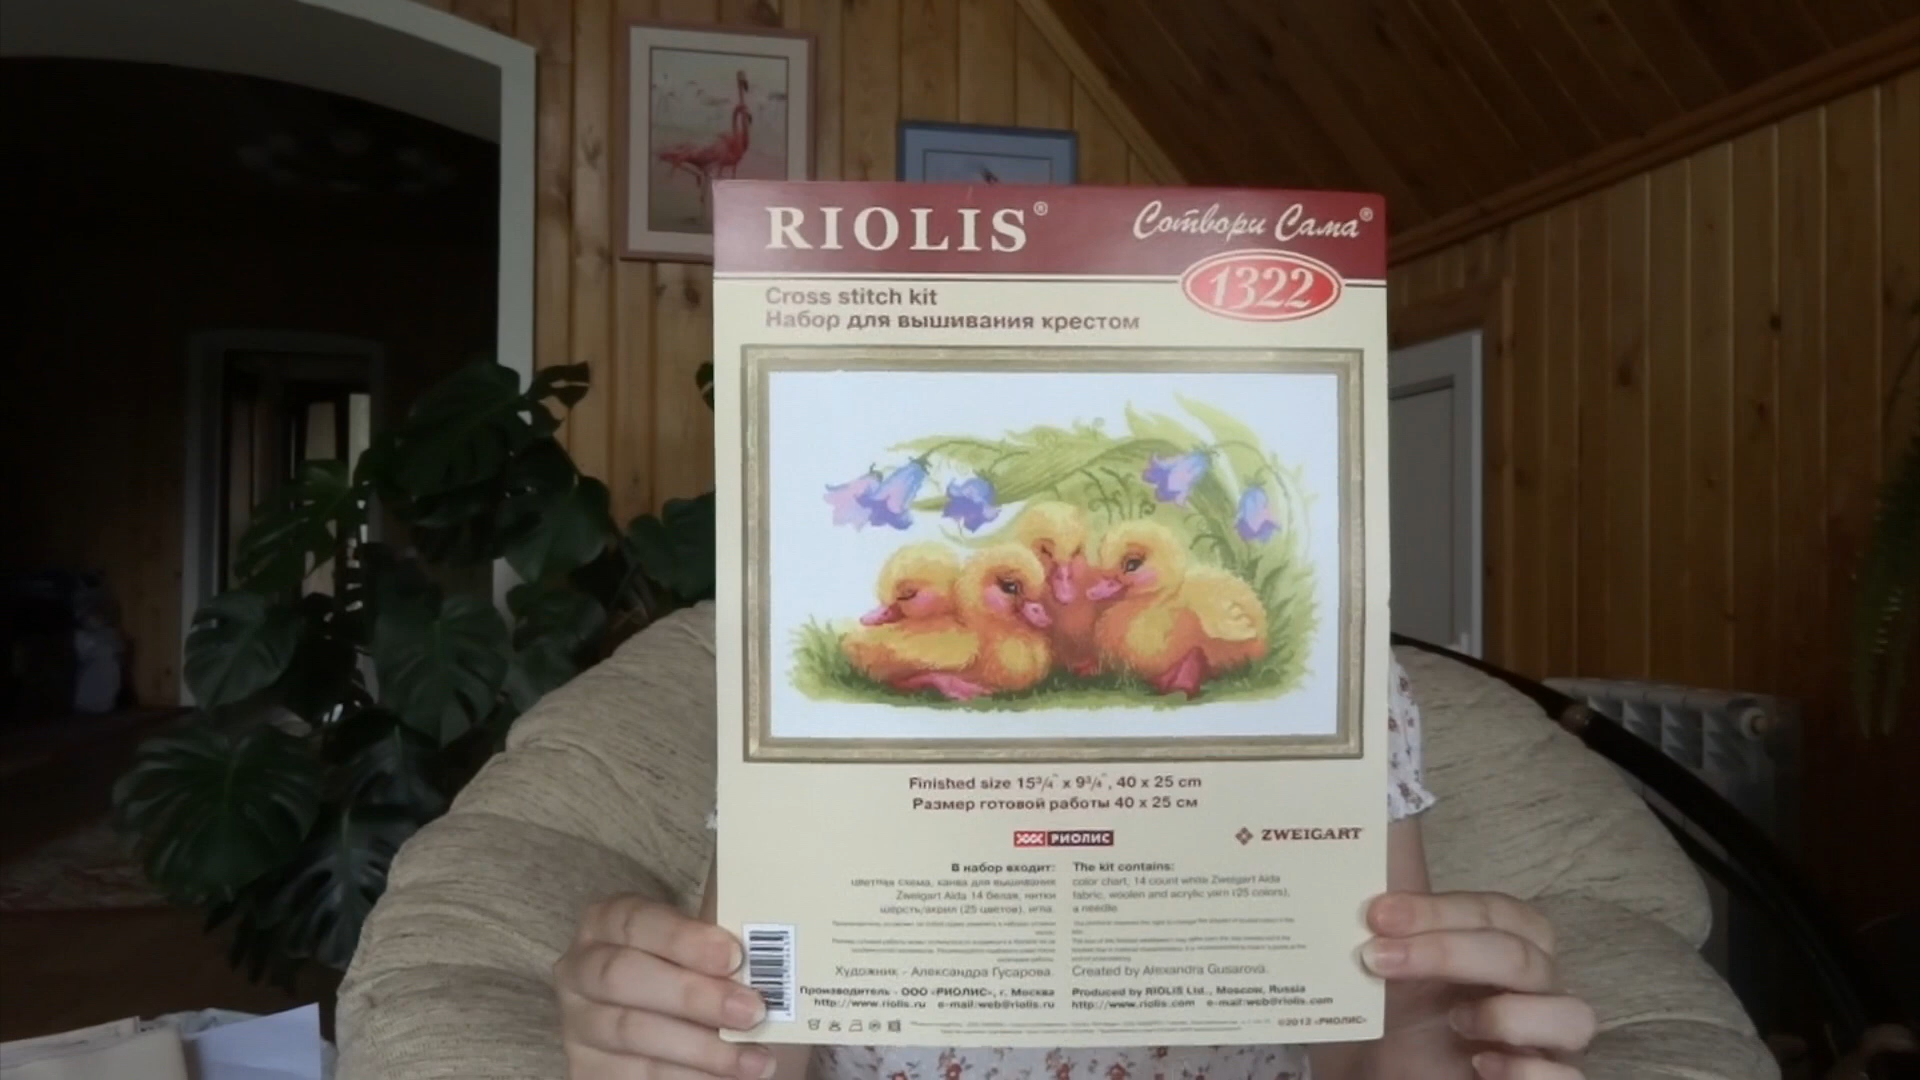 RIOLIS®
Сотвори Сама®
1322
Cross stitch kit
Набор для вышивания крестом
Finished size 15³/₄" x 9³/₄", 40 x 25 cm
Размер готовой работы 40 x 25 см
РИОЛИС
ZWEIGART
В набор входит:
цветная схема, канва для вышивания
Zweigart Aida 14 белая, нитки
шерсть/акрил (25 цветов), игла.
The kit contains:
color chart, 14 count white Zweigart Aida
fabric, woolen and acrylic yarn (25 colors),
a needle.
Художник - Александра Гусарова.
Created by Alexandra Gusarova.
Производитель - ООО «РИОЛИС», г. Москва
http://www.riolis.ru e-mail:web@riolis.ru
Produced by RIOLIS Ltd., Moscow, Russia
http://www.riolis.com e-mail:web@riolis.com
©2012 «РИОЛИС»